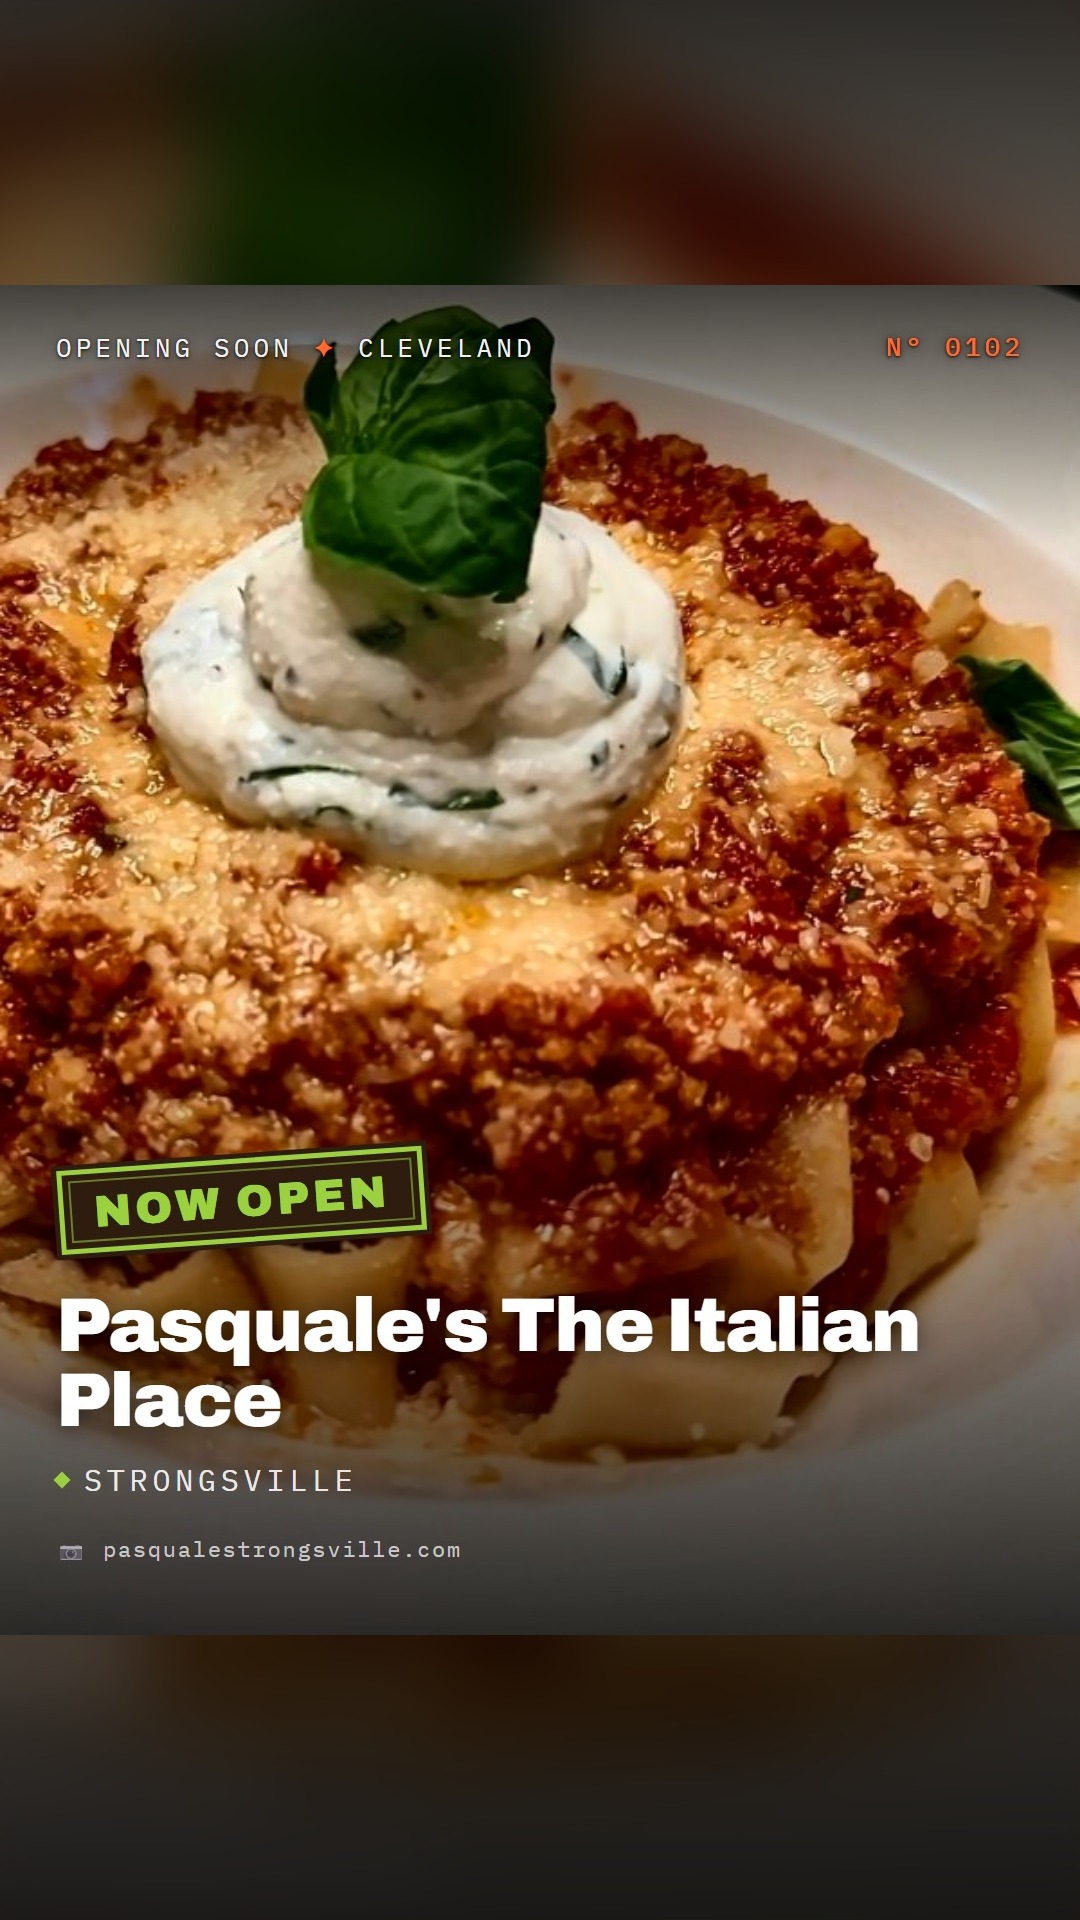 OPENING SOON ✦ CLEVELAND
N° 0102
NOW OPEN
Pasquale's The Italian
Place
STRONGSVILLE
pasqualestrongsville.com